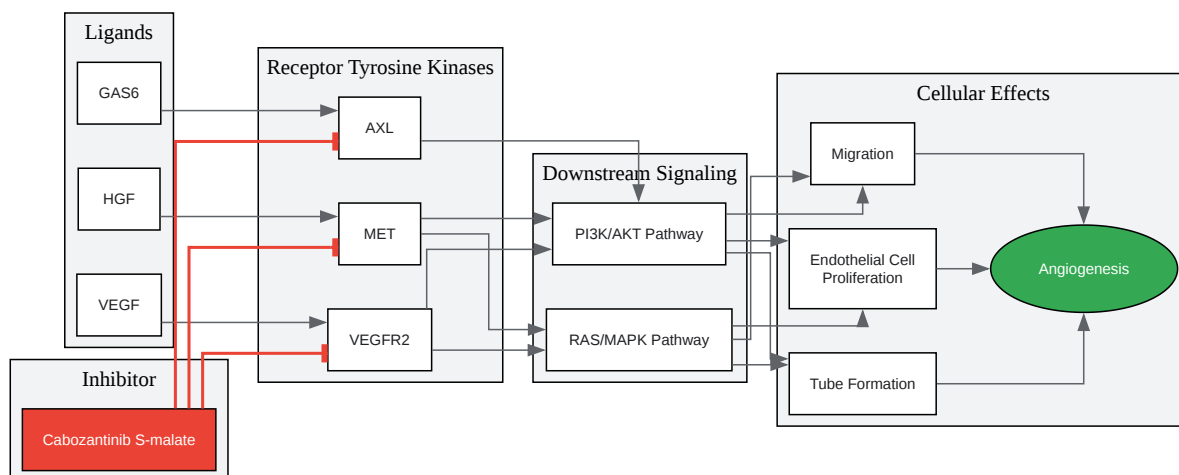 Ligands
GAS6
HGF
VEGF
Inhibitor
Cabozantinib S-malate
Receptor Tyrosine Kinases
AXL
MET
VEGFR2
Downstream Signaling
PI3K/AKT Pathway
RAS/MAPK Pathway
Cellular Effects
Migration
Endothelial Cell
Proliferation
Tube Formation
Angiogenesis